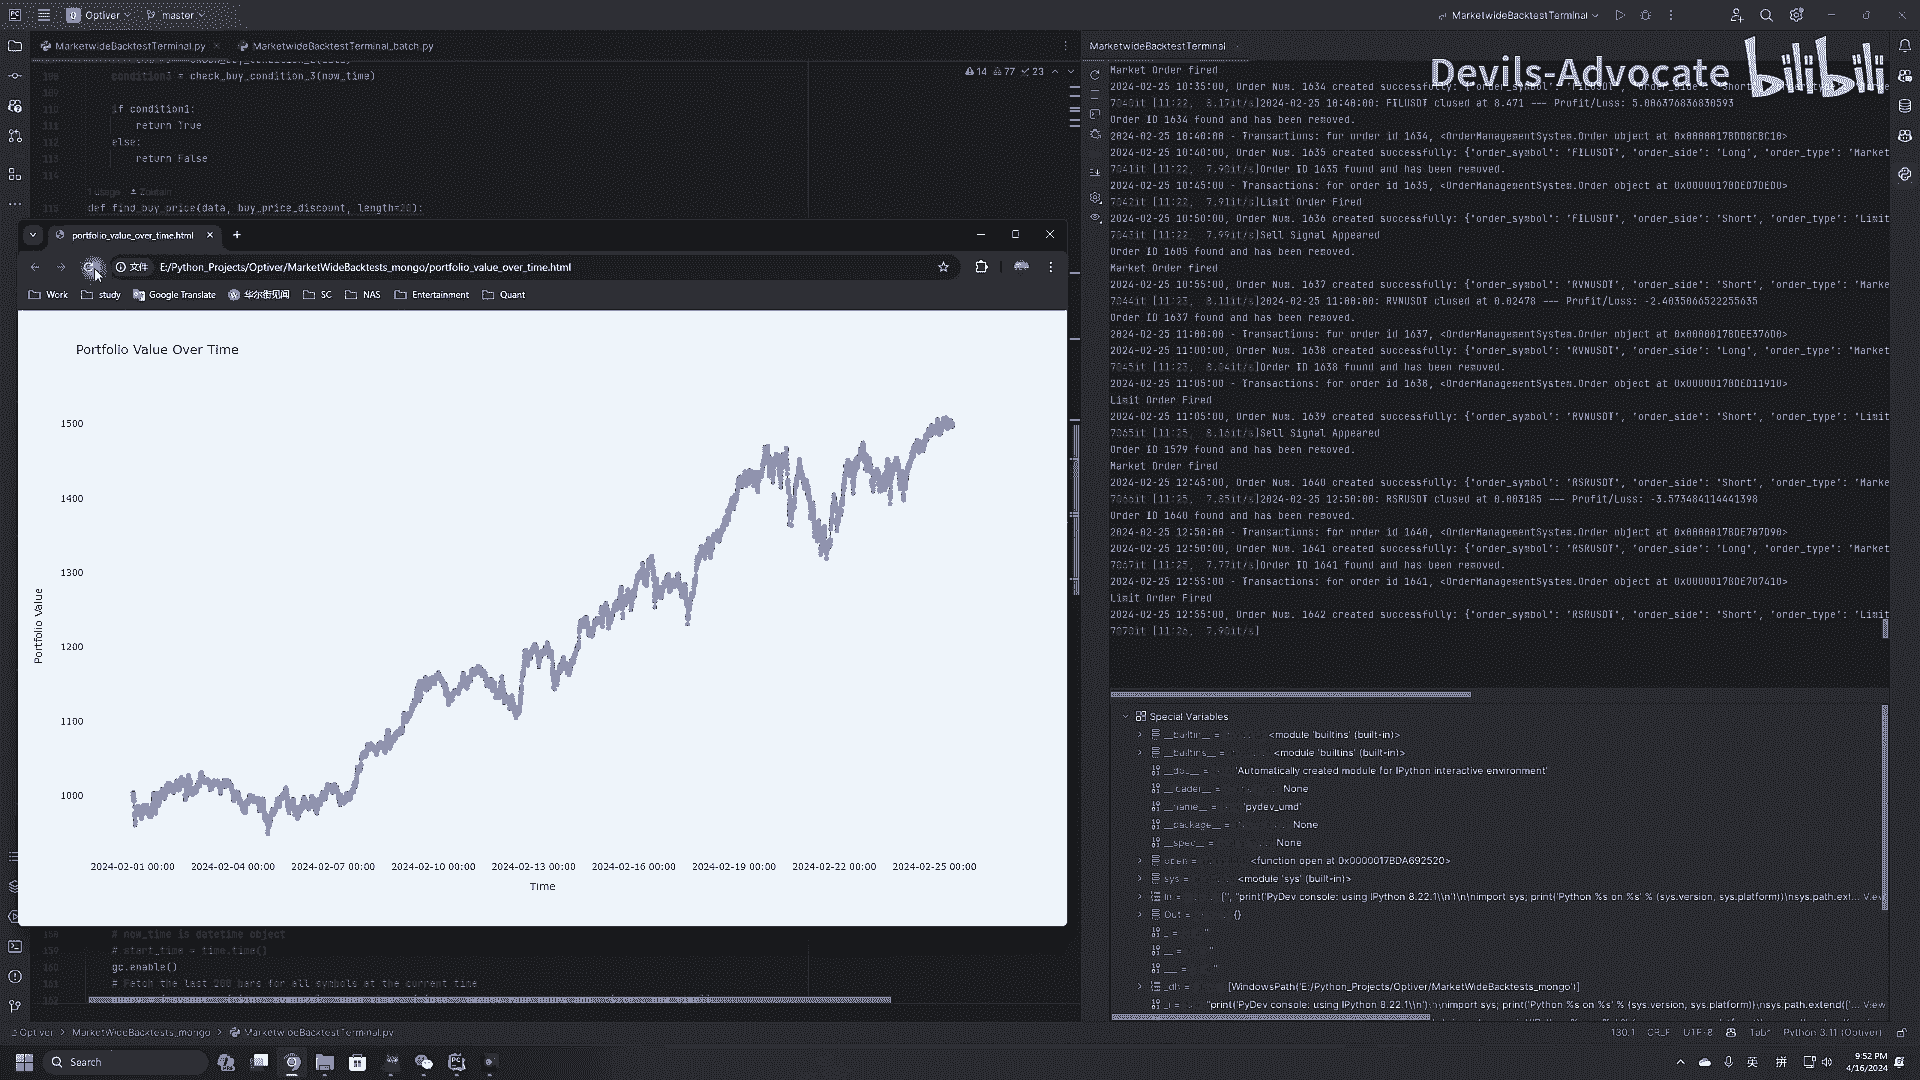 Optiver
master
MarketwideBacktestTerminal
MarketwideBacktestTerminal.py
MarketwideBacktestTerminal_batch.py
MarketwideBacktestTerminal
Devils-Advocate bilibili
14 77 23
condition3 = check_buy_condition_3(now_time)
if condition1:
return True
else:
return False
def find_buy_price(data, buy_price_discount, length=20):
portfolio_value_over_time.html
文件 E:/Python_Projects/Optiver/MarketWideBacktests_mongo/portfolio_value_over_time.html
Work study Google Translate 华尔街见闻 SC NAS Entertainment Quant
Portfolio Value Over Time
1500
1400
1300
1200
1100
1000
Portfolio Value
2024-02-01 00:00 2024-02-04 00:00 2024-02-07 00:00 2024-02-10 00:00 2024-02-13 00:00 2024-02-16 00:00 2024-02-19 00:00 2024-02-22 00:00 2024-02-25 00:00
Time
# now_time is datetime object
# start_time = time.time()
gc.enable()
# Fetch the last 200 bars for all symbols at the current time
Market Order fired
2024-02-25 10:35:00, Order Num. 1634 created successfully: {'order_symbol': 'FILUSDT', 'order_side': 'Short', 'order_type': 'Marke
7040it [11:22, 8.17it/s]2024-02-25 10:40:00: FILUSDT closed at 8.471 --- Profit/Loss: 5.006376836830593
Order ID 1634 found and has been removed.
2024-02-25 10:40:00 - Transactions: for order id 1634, <OrderManagementSystem.Order object at
2024-02-25 10:40:00, Order Num. 1635 created successfully: {'order_symbol': 'FILUSDT', 'order_side': 'Long', 'order_type': 'Market
7041it [11:22, 7.90it/s]Order ID 1635 found and has been removed.
2024-02-25 10:45:00 - Transactions: for order id 1635, <OrderManagementSystem.Order object at
7042it [11:22, 7.91it/s]Limit Order Fired
2024-02-25 10:50:00, Order Num. 1636 created successfully: {'order_symbol': 'FILUSDT', 'order_side': 'Short', 'order_type': 'Limit
7043it [11:22, 7.99it/s]Sell Signal Appeared
Order ID 1605 found and has been removed.
Market Order fired
2024-02-25 10:55:00, Order Num. 1637 created successfully: {'order_symbol': 'RVNUSDT', 'order_side': 'Short', 'order_type': 'Marke
7044it [11:23, 8.11it/s]2024-02-25 11:00:00: RVNUSDT closed at 0.02478 --- Profit/Loss: -2.4035066522255635
Order ID 1637 found and has been removed.
2024-02-25 11:00:00 - Transactions: for order id 1637, <OrderManagementSystem.Order object at
2024-02-25 11:00:00, Order Num. 1638 created successfully: {'order_symbol': 'RVNUSDT', 'order_side': 'Long', 'order_type': 'Market
7045it [11:23, 8.04it/s]Order ID 1638 found and has been removed.
2024-02-25 11:05:00 - Transactions: for order id 1638, <OrderManagementSystem.Order object at
Limit Order Fired
2024-02-25 11:05:00, Order Num. 1639 created successfully: {'order_symbol': 'RVNUSDT', 'order_side': 'Short', 'order_type': 'Limit
7065it [11:25, 8.16it/s]Sell Signal Appeared
Order ID 1579 found and has been removed.
Market Order fired
2024-02-25 12:45:00, Order Num. 1640 created successfully: {'order_symbol': 'RSRUSDT', 'order_side': 'Short', 'order_type': 'Marke
7066it [11:25, 7.85it/s]2024-02-25 12:50:00: RSRUSDT closed at 0.003185 --- Profit/Loss: -3.573484114441398
Order ID 1640 found and has been removed.
2024-02-25 12:50:00 - Transactions: for order id 1640, <OrderManagementSystem.Order object at
2024-02-25 12:50:00, Order Num. 1641 created successfully: {'order_symbol': 'RSRUSDT', 'order_side': 'Long', 'order_type': 'Market
7067it [11:25, 7.77it/s]Order ID 1641 found and has been removed.
2024-02-25 12:55:00 - Transactions: for order id 1641, <OrderManagementSystem.Order object at
Limit Order Fired
2024-02-25 12:55:00, Order Num. 1642 created successfully: {'order_symbol': 'RSRUSDT', 'order_side': 'Short', 'order_type': 'Limit
7070it [11:26, 7.90it/s]
Special Variables
<module 'builtins' (built-in)>
__builtins__ = <module 'builtins' (built-in)>
'Automatically created module for IPython interactive environment'
None
__name__ = 'pydev_umd'
__package__ = None
__spec__ = None
open = <function open at 0x0000017BDA692520>
sys = <module 'sys' (built-in)>
In = ['', "print('PyDev console: using IPython 8.22.1\\n')\n\nimport sys; print('Python %s on %s' % (sys.version, sys.platform))\nsys.path.ext... View
Out = {}
_ = ''
__ = ''
___ = ''
_dh = [WindowsPath('E:/Python_Projects/Optiver/MarketWideBacktests_mongo')]
_i = "print('PyDev console: using IPython 8.22.1\\n')\n\nimport sys; print('Python %s on %s' % (sys.version, sys.platform))\nsys.path.extend(['... View
Optiver > MarketWideBacktests_mongo > MarketwideBacktestTerminal.py
130:1 CRLF UTF-8 Tab* Python 3.11 (Optiver)
Search
英 拼
9:52 PM
4/16/2024